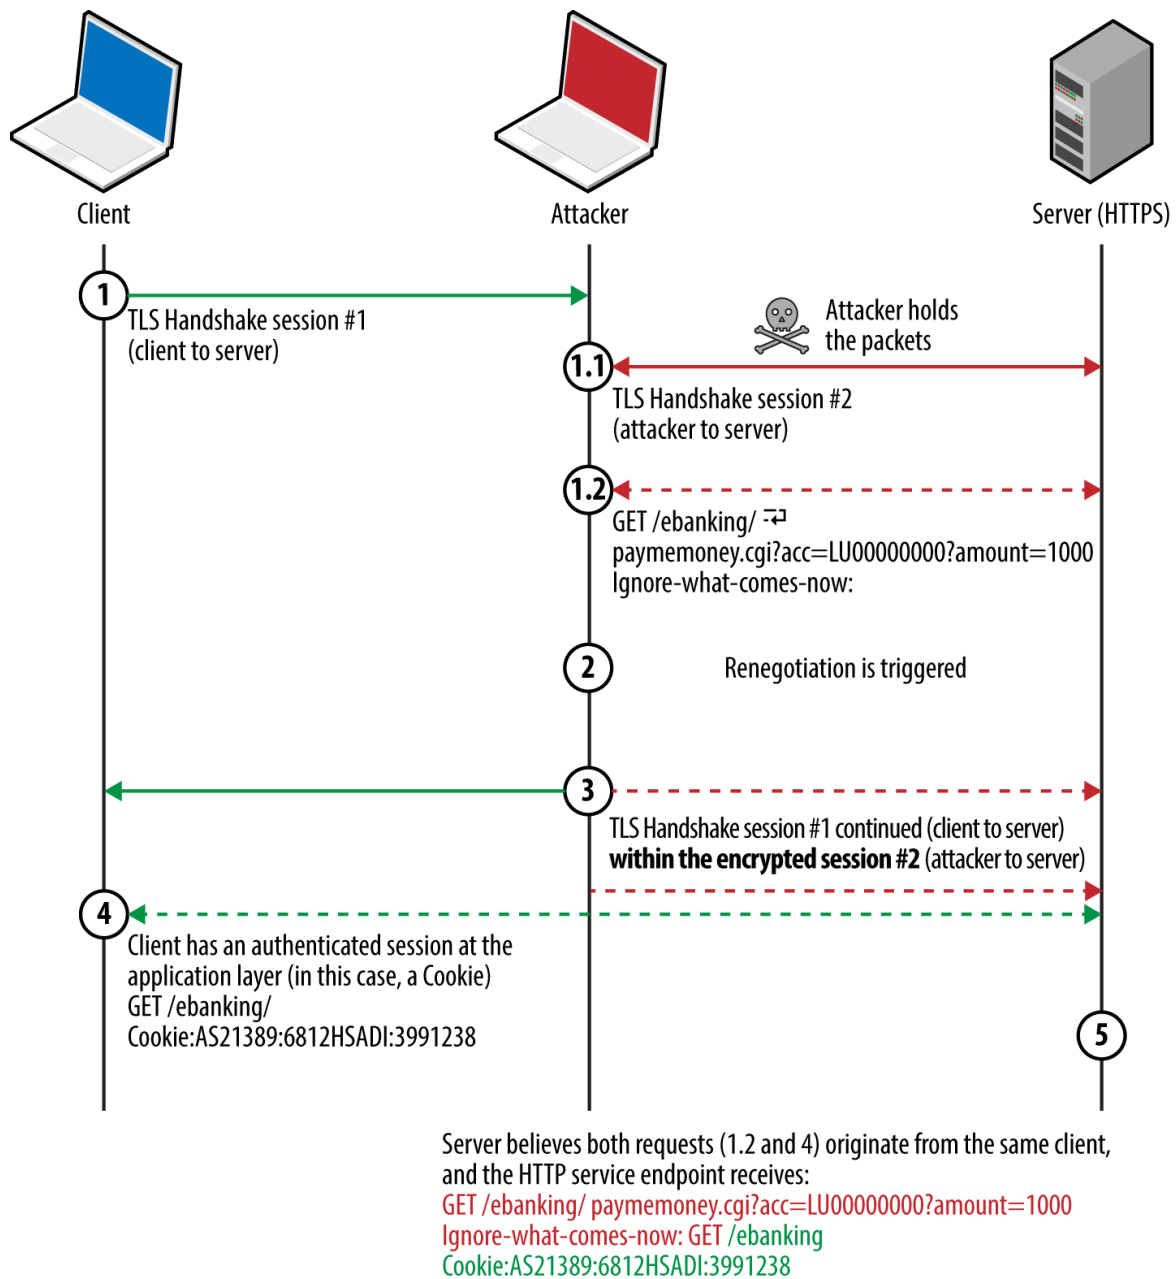 Client
Attacker
Server (HTTPS)
1
TLS Handshake session #1
(client to server)
Attacker holds
the packets
1.1
TLS Handshake session #2
(attacker to server)
1.2
GET /ebanking/
paymemoney.cgi?acc=LU00000000?amount=1000
Ignore-what-comes-now:
2
Renegotiation is triggered
3
TLS Handshake session #1 continued (client to server)
within the encrypted session #2 (attacker to server)
4
Client has an authenticated session at the
application layer (in this case, a Cookie)
GET /ebanking/
Cookie:AS21389:6812HSADI:3991238
5
Server believes both requests (1.2 and 4) originate from the same client,
and the HTTP service endpoint receives:
GET /ebanking/ paymemoney.cgi?acc=LU00000000?amount=1000
Ignore-what-comes-now: GET /ebanking
Cookie:AS21389:6812HSADI:3991238